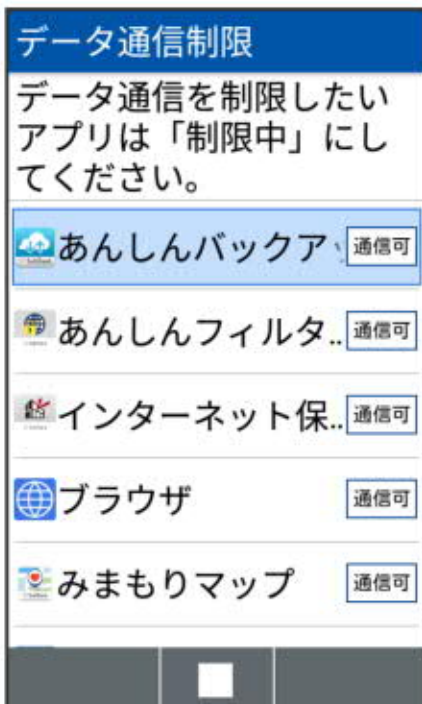 データ通信制限
データ通信を制限したい
アプリは「制限中」にし
てください。
あんしんバックア 通信可
あんしんフィルタ.. 通信可
インターネット保.. 通信可
ブラウザ 通信可
みまもりマップ 通信可